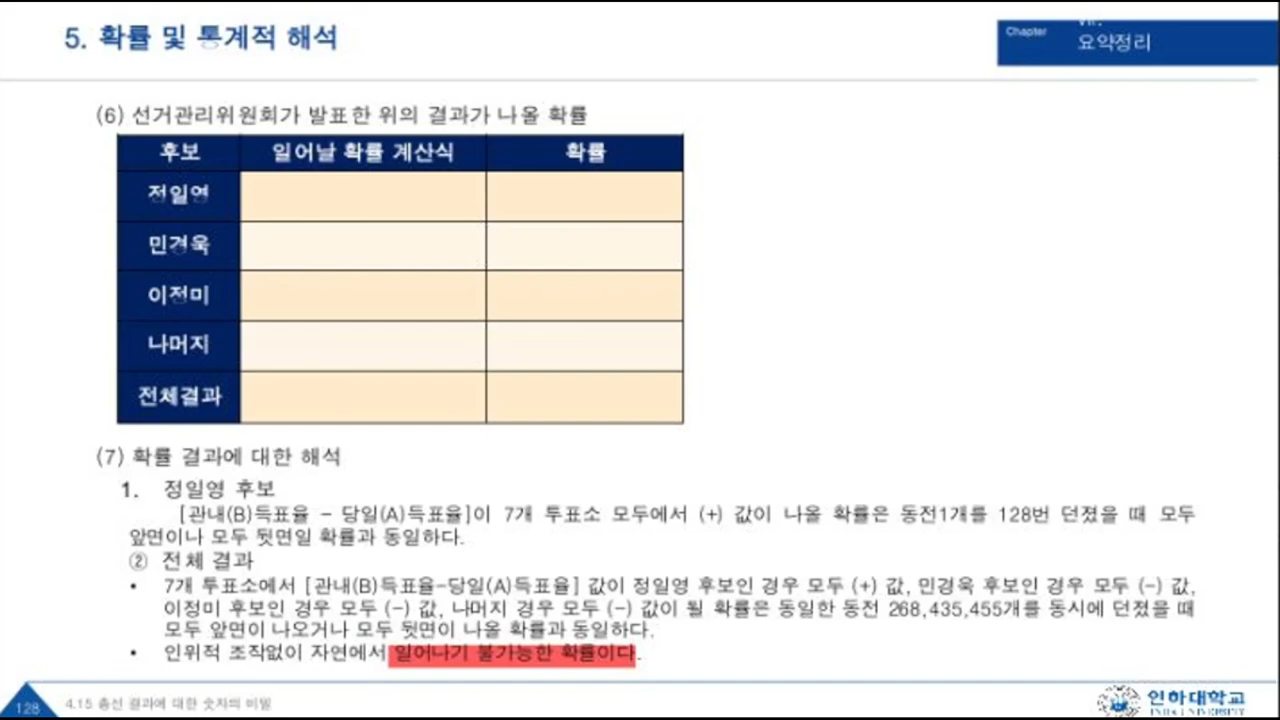 5. 확률 및 통계적 해석
Chapter
요약정리
(6) 선거관리위원회가 발표한 위의 결과가 나올 확률
후보 일어날 확률 계산식 확률
정일영
민경욱
이정미
나머지
전체결과
(7) 확률 결과에 대한 해석
1. 정일영 후보
[관내(B)득표율 - 당일(A)득표율]이 7개 투표소 모두에서 (+) 값이 나올 확률은 동전1개를 128번 던졌을 때 모두
앞면이나 모두 뒷면일 확률과 동일하다.
② 전체 결과
• 7개 투표소에서 [관내(B)득표율-당일(A)득표율] 값이 정일영 후보인 경우 모두 (+) 값, 민경욱 후보인 경우 모두 (-) 값,
이정미 후보인 경우 모두 (-) 값, 나머지 경우 모두 (-) 값이 될 확률은 동일한 동전 268,435,455개를 동시에 던졌을 때
모두 앞면이 나오거나 모두 뒷면이 나올 확률과 동일하다.
• 인위적 조작없이 자연에서 일어나기 불가능한 확률이다.
128
4.15 총선 결과에 대한 숫자의 비밀
인하대학교
INHA UNIVERSITY